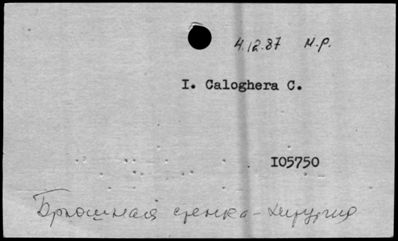 4.12.87 М.Р.
I. Caloghera C.
I05750
Брюшная стенка - хирургия